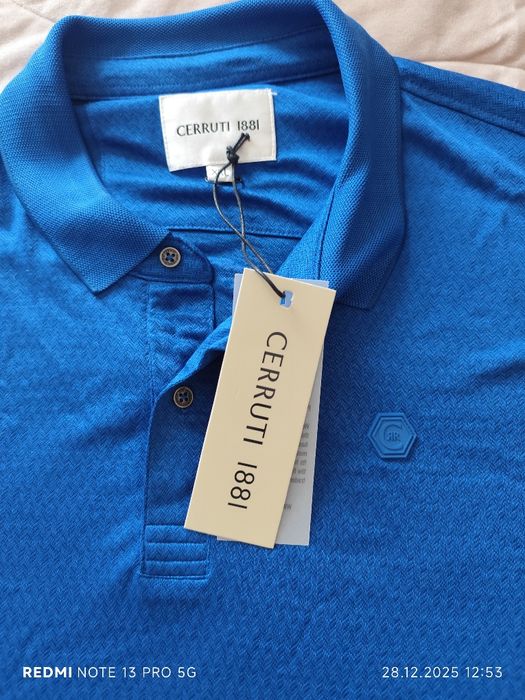 CERRUTI 1881
CERRUTI 1881
REDMI NOTE 13 PRO 5G
28.12.2025 12:53